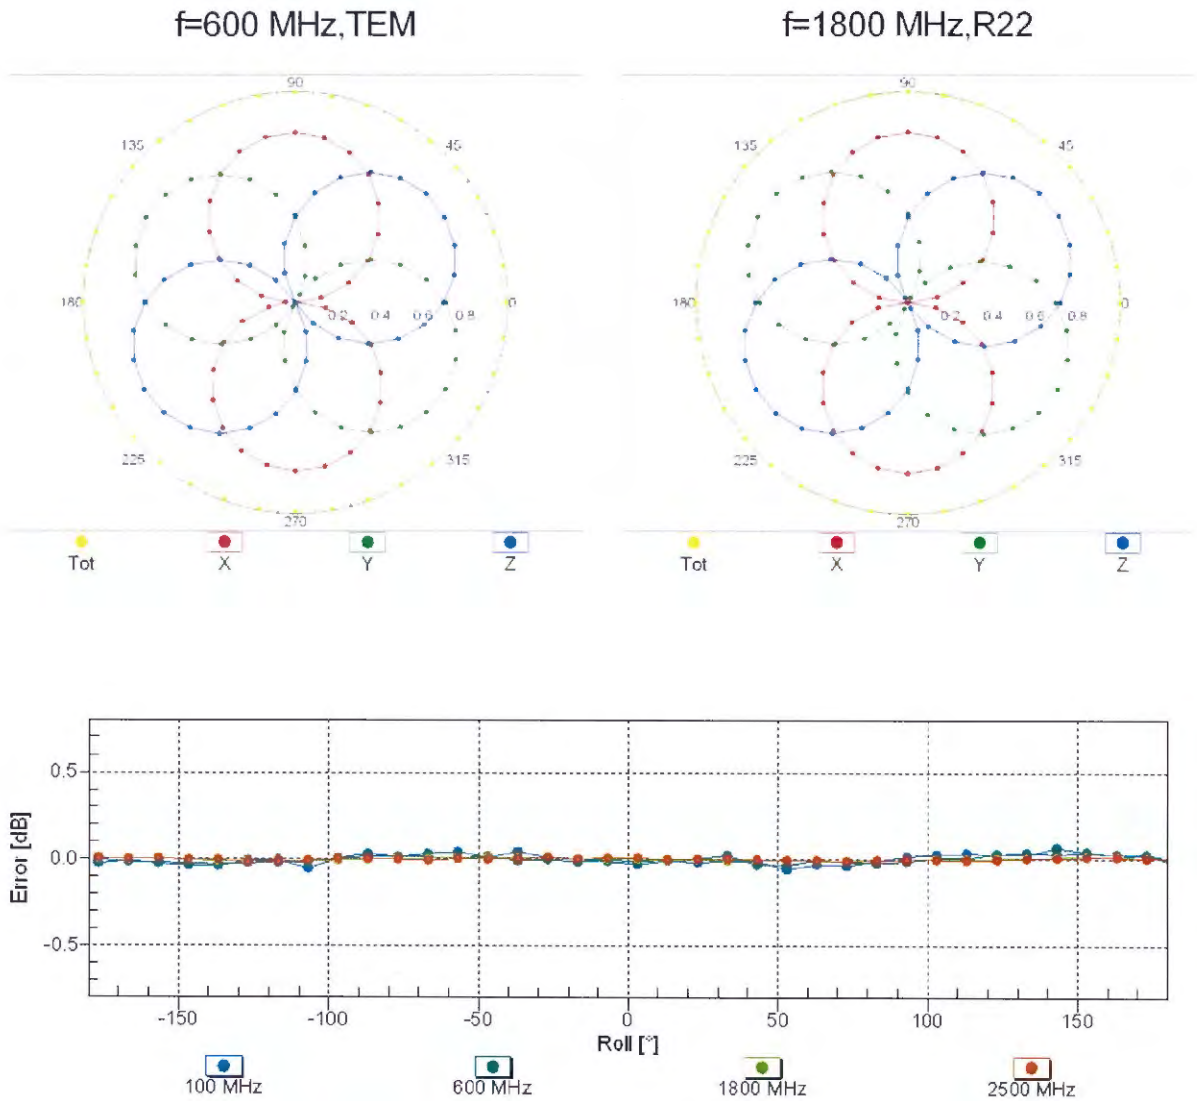 f=600 MHz,TEM
f=1800 MHz,R22
90
90
135
45
135
45
180
0.2
0.4
0.6
0.8
0
180
0.2
0.4
0.6
0.8
0
225
315
225
315
270
270
Tot
X
Y
Z
Tot
X
Y
Z
0.5
0.0
-0.5
Error [dB]
-150
-100
-50
0
50
100
150
Roll [°]
100 MHz
600 MHz
1800 MHz
2500 MHz